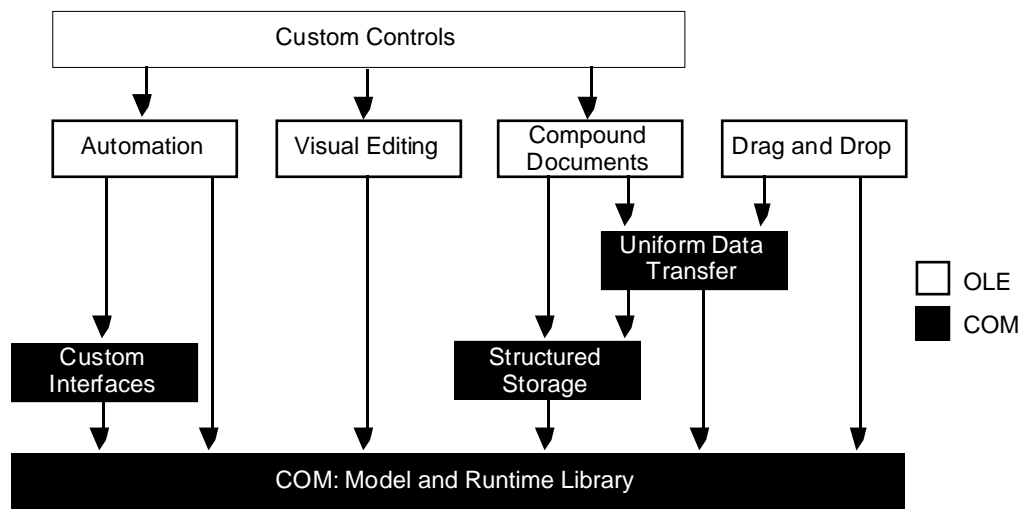 Custom Controls
Automation
Visual Editing
Compound
Documents
Drag and Drop
Uniform Data
Transfer
OLE
COM
Custom
Interfaces
Structured
Storage
COM: Model and Runtime Library